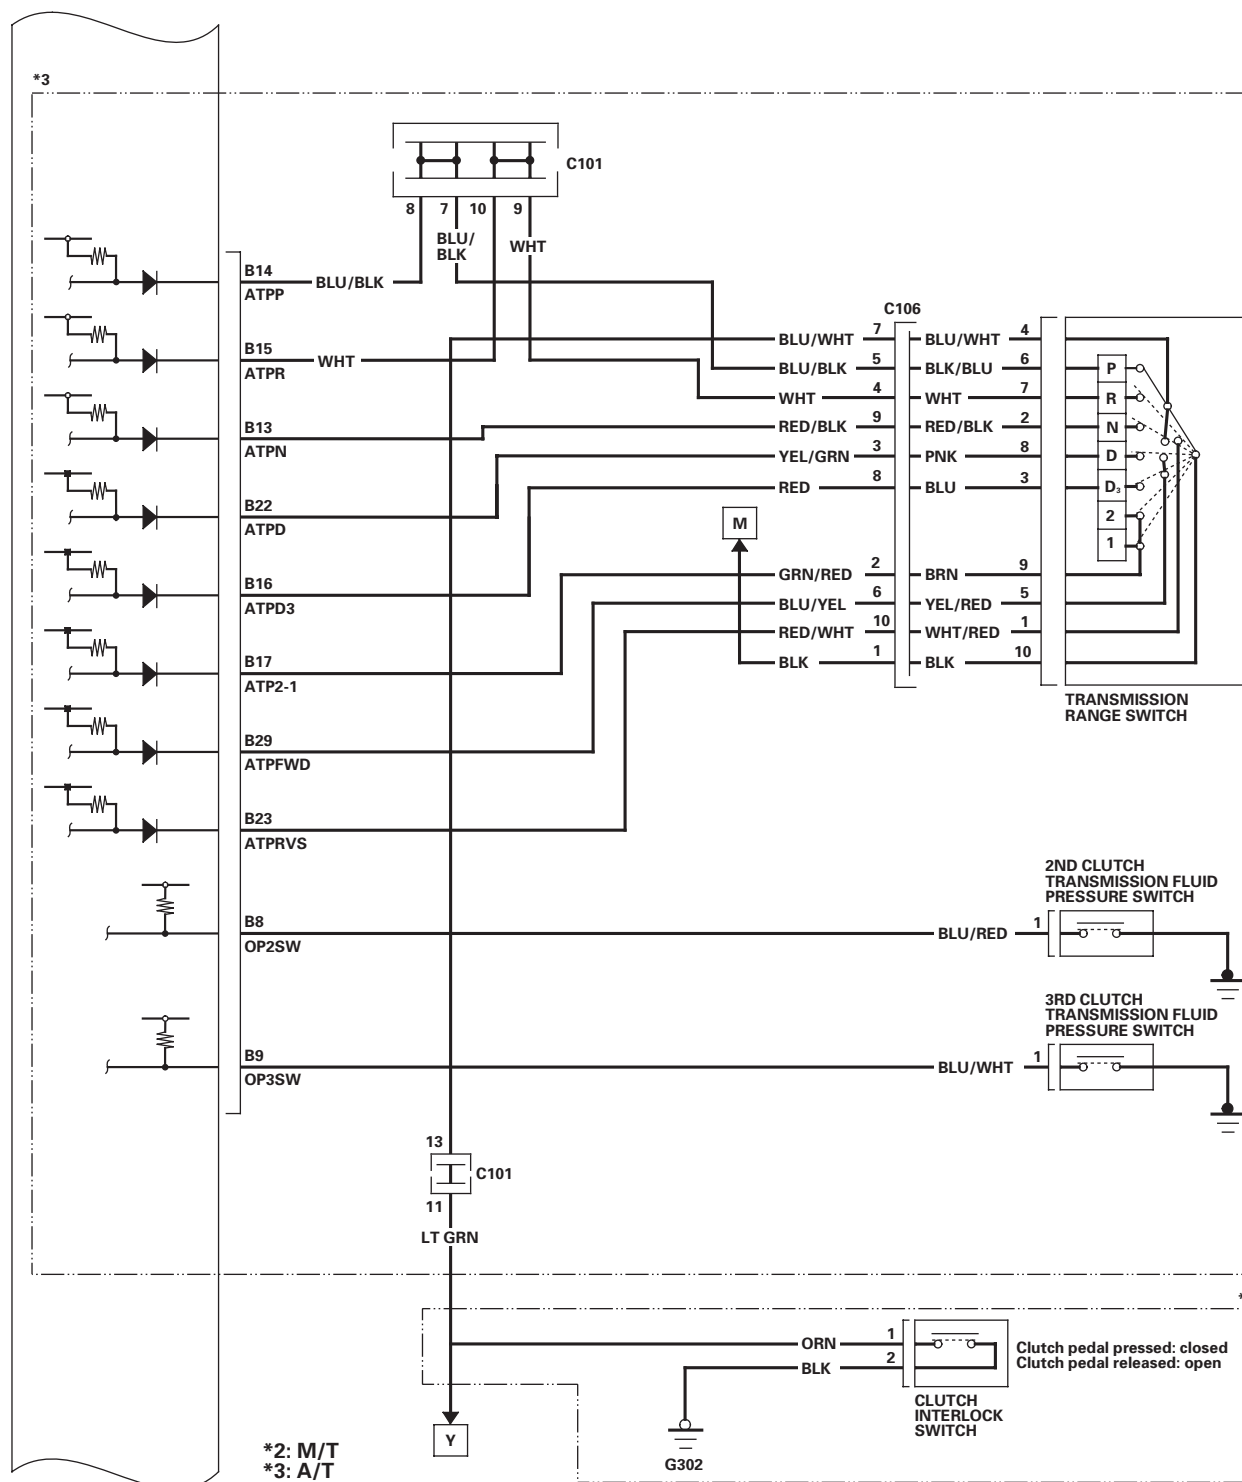 *3
C101
8 7 10 9
BLU/
BLK
WHT
B14
ATPP
BLU/BLK
B15
ATPR
WHT
B13
ATPN
B22
ATPD
B16
ATPD3
B17
ATP2-1
B29
ATPFWD
B23
ATPRVS
B8
OP2SW
B9
OP3SW
C106
BLU/WHT 7 BLU/WHT 4
BLU/BLK 5 BLK/BLU 6 P
WHT 4 WHT 7 R
RED/BLK 9 RED/BLK 2 N
YEL/GRN 3 PNK 8 D
RED 8 BLU 3 D3
2
1
M
GRN/RED 2 BRN 9
BLU/YEL 6 YEL/RED 5
RED/WHT 10 WHT/RED 1
BLK 1 BLK 10
TRANSMISSION
RANGE SWITCH
2ND CLUTCH
TRANSMISSION FLUID
PRESSURE SWITCH
BLU/RED 1
3RD CLUTCH
TRANSMISSION FLUID
PRESSURE SWITCH
BLU/WHT 1
13
C101
11
LT GRN
*
ORN 1
BLK 2
Clutch pedal pressed: closed
Clutch pedal released: open
CLUTCH
INTERLOCK
SWITCH
G302
Y
*2: M/T
*3: A/T